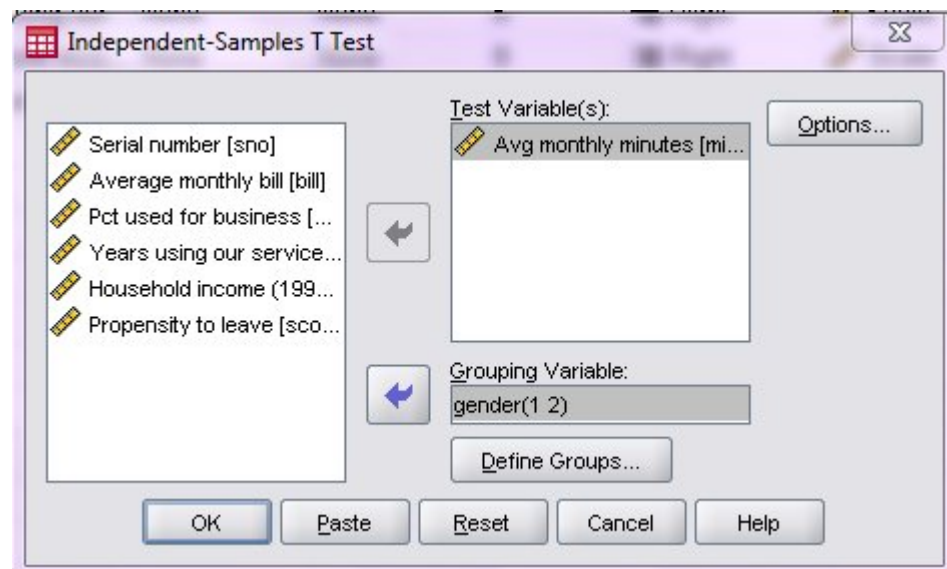 Independent-Samples T Test
Test Variable(s):
Options...
Serial number [sno]
Average monthly bill [bill]
Pct used for business [...
Years using our service...
Household income (199...
Propensity to leave [sco...
Avg monthly minutes [mi...
Grouping Variable:
gender(1 2)
Define Groups...
OK
Paste
Reset
Cancel
Help